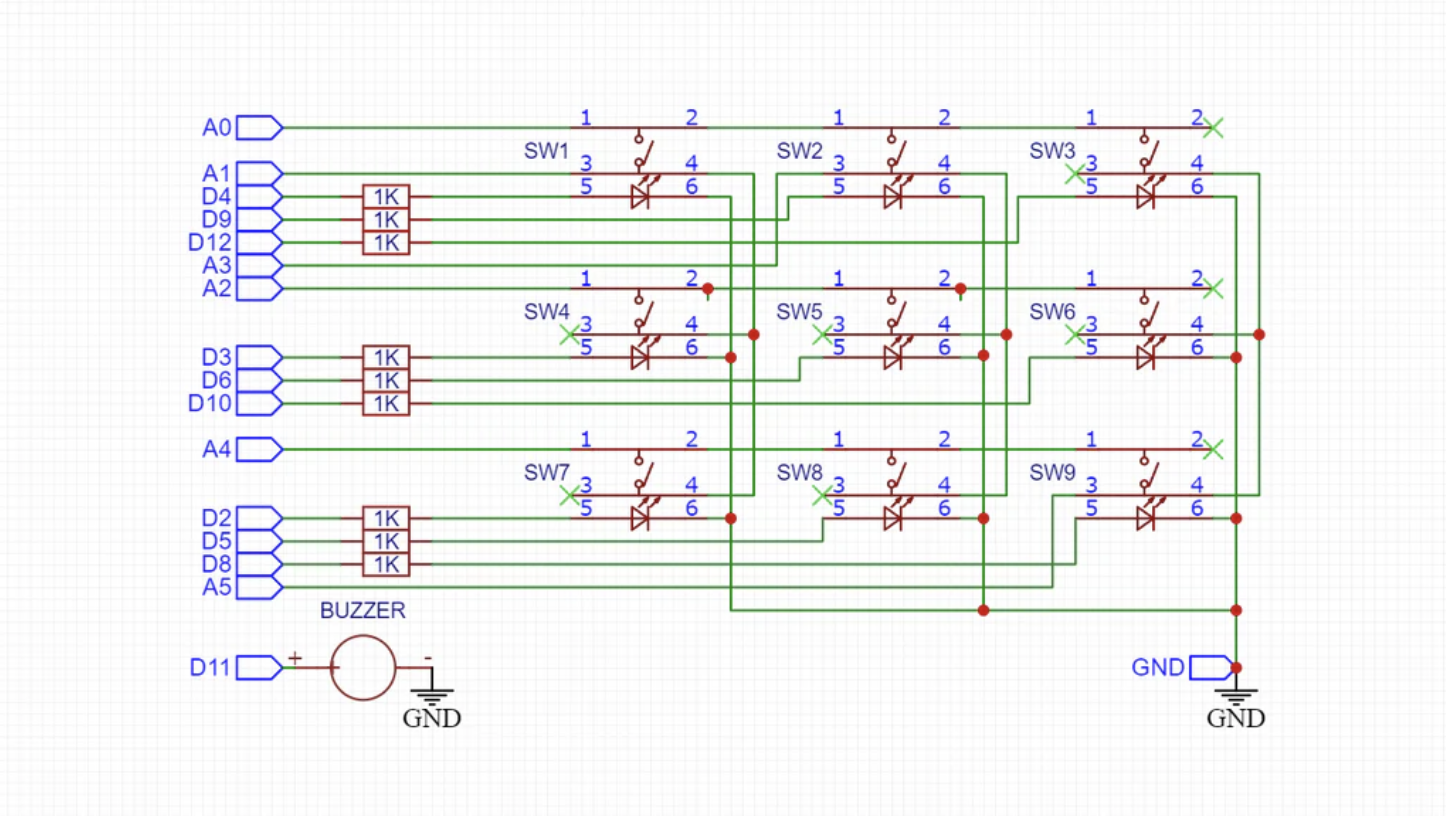 A0 1 2 1 2 1 2
SW1 SW2 SW3
A1 3 4 3 4 3 4
D4 1K 5 6 5 6 5 6
D9 1K
D12 1K
A3
A2 1 2 1 2 1 2
SW4 SW5 SW6
3 4 3 4 3 4
D3 1K 5 6 5 6 5 6
D6 1K
D10 1K
A4 1 2 1 2 1 2
SW7 SW8 SW9
3 4 3 4 3 4
D2 1K 5 6 5 6 5 6
D5 1K
D8 1K
A5
BUZZER
D11 + + - GND
GND GND